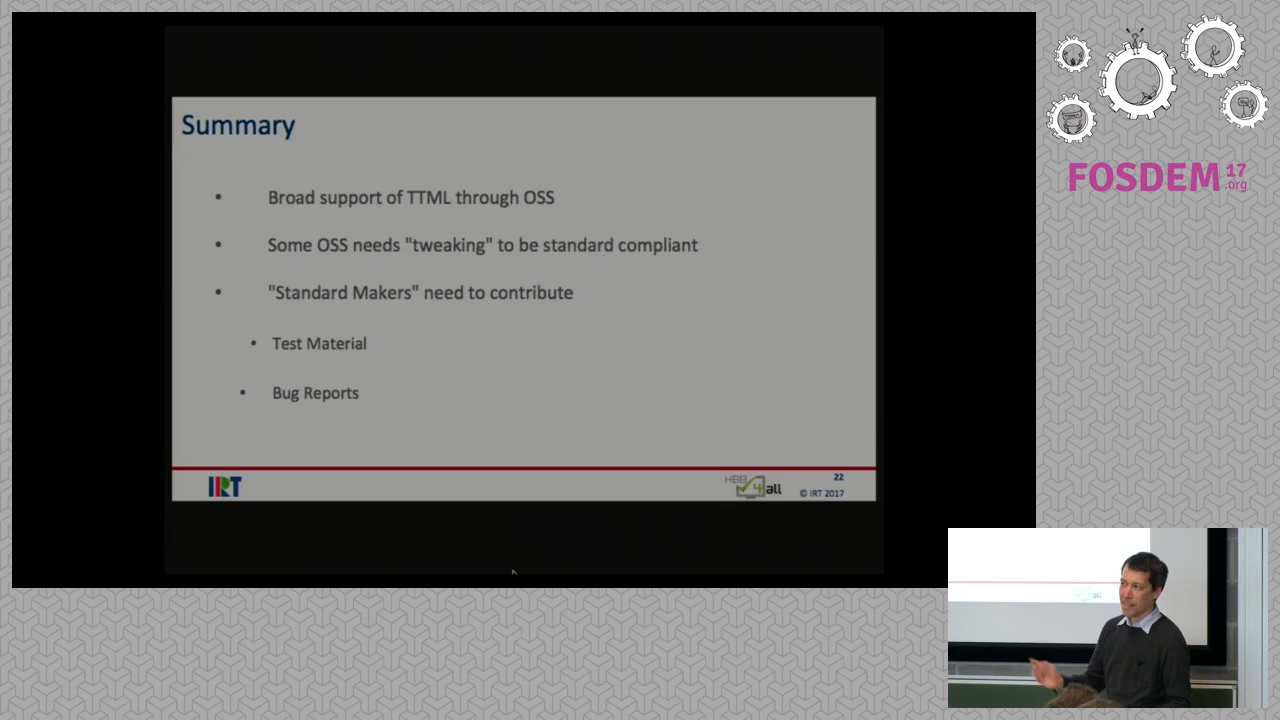 Summary
• Broad support of TTML through OSS
• Some OSS needs "tweaking" to be standard compliant
• "Standard Makers" need to contribute
• Test Material
• Bug Reports
IRT
HBB4all
22
© IRT 2017
FOSDEM 17 .org